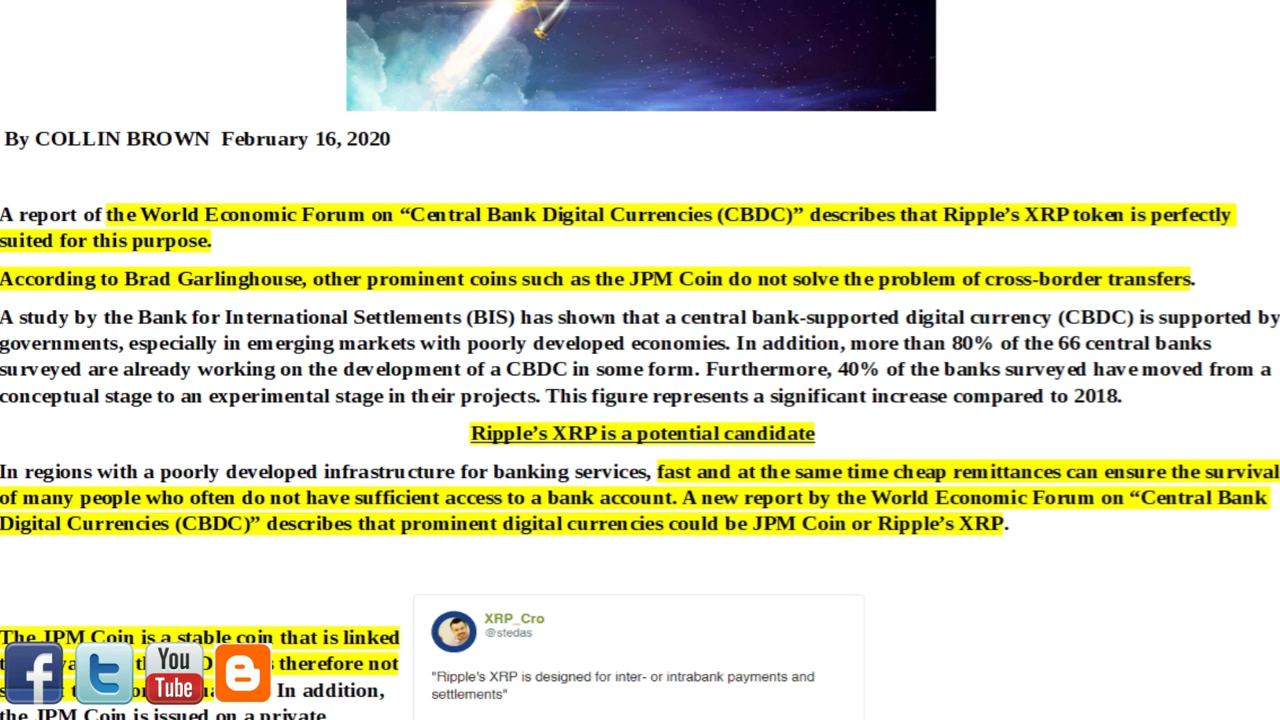 By COLLIN BROWN February 16, 2020
A report of the World Economic Forum on “Central Bank Digital Currencies (CBDC)” describes that Ripple’s XRP token is perfectly
suited for this purpose.
According to Brad Garlinghouse, other prominent coins such as the JPM Coin do not solve the problem of cross-border transfers.
A study by the Bank for International Settlements (BIS) has shown that a central bank-supported digital currency (CBDC) is supported by
governments, especially in emerging markets with poorly developed economies. In addition, more than 80% of the 66 central banks
surveyed are already working on the development of a CBDC in some form. Furthermore, 40% of the banks surveyed have moved from a
conceptual stage to an experimental stage in their projects. This figure represents a significant increase compared to 2018.
Ripple’s XRP is a potential candidate
In regions with a poorly developed infrastructure for banking services, fast and at the same time cheap remittances can ensure the survival
of many people who often do not have sufficient access to a bank account. A new report by the World Economic Forum on “Central Bank
Digital Currencies (CBDC)” describes that prominent digital currencies could be JPM Coin or Ripple’s XRP.
The JPM Coin is a stable coin that is linked
therefore not
In addition,
the JPM Coin is issued on a private
You
Tube
XRP_Cro
@stedas
"Ripple's XRP is designed for inter- or intrabank payments and
settlements"